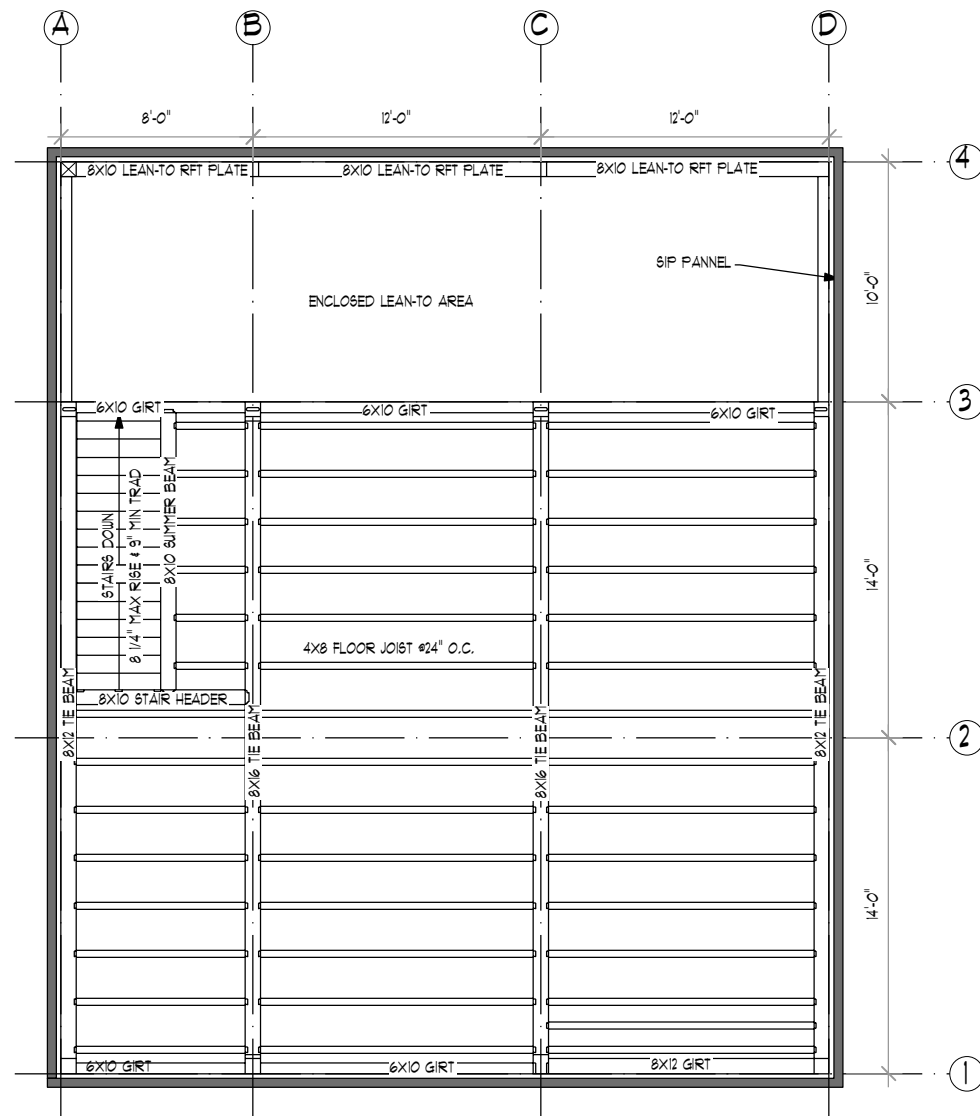 A
B
C
D
8'-0"
12'-0"
12'-0"
4
8X10 LEAN-TO RFT PLATE
8X10 LEAN-TO RFT PLATE
8X10 LEAN-TO RFT PLATE
SIP PANNEL
10'-0"
ENCLOSED LEAN-TO AREA
3
6X10 GIRT
6X10 GIRT
6X10 GIRT
STAIRS DOWN
8 1/4" MAX RISE & 9" MIN TRAD
8X10 SUMMER BEAM
14'-0"
4X8 FLOOR JOIST @24" O.C.
8X10 STAIR HEADER
8X12 TIE BEAM
8X16 TIE BEAM
8X16 TIE BEAM
8X12 TIE BEAM
2
14'-0"
6X10 GIRT
6X10 GIRT
8X12 GIRT
1